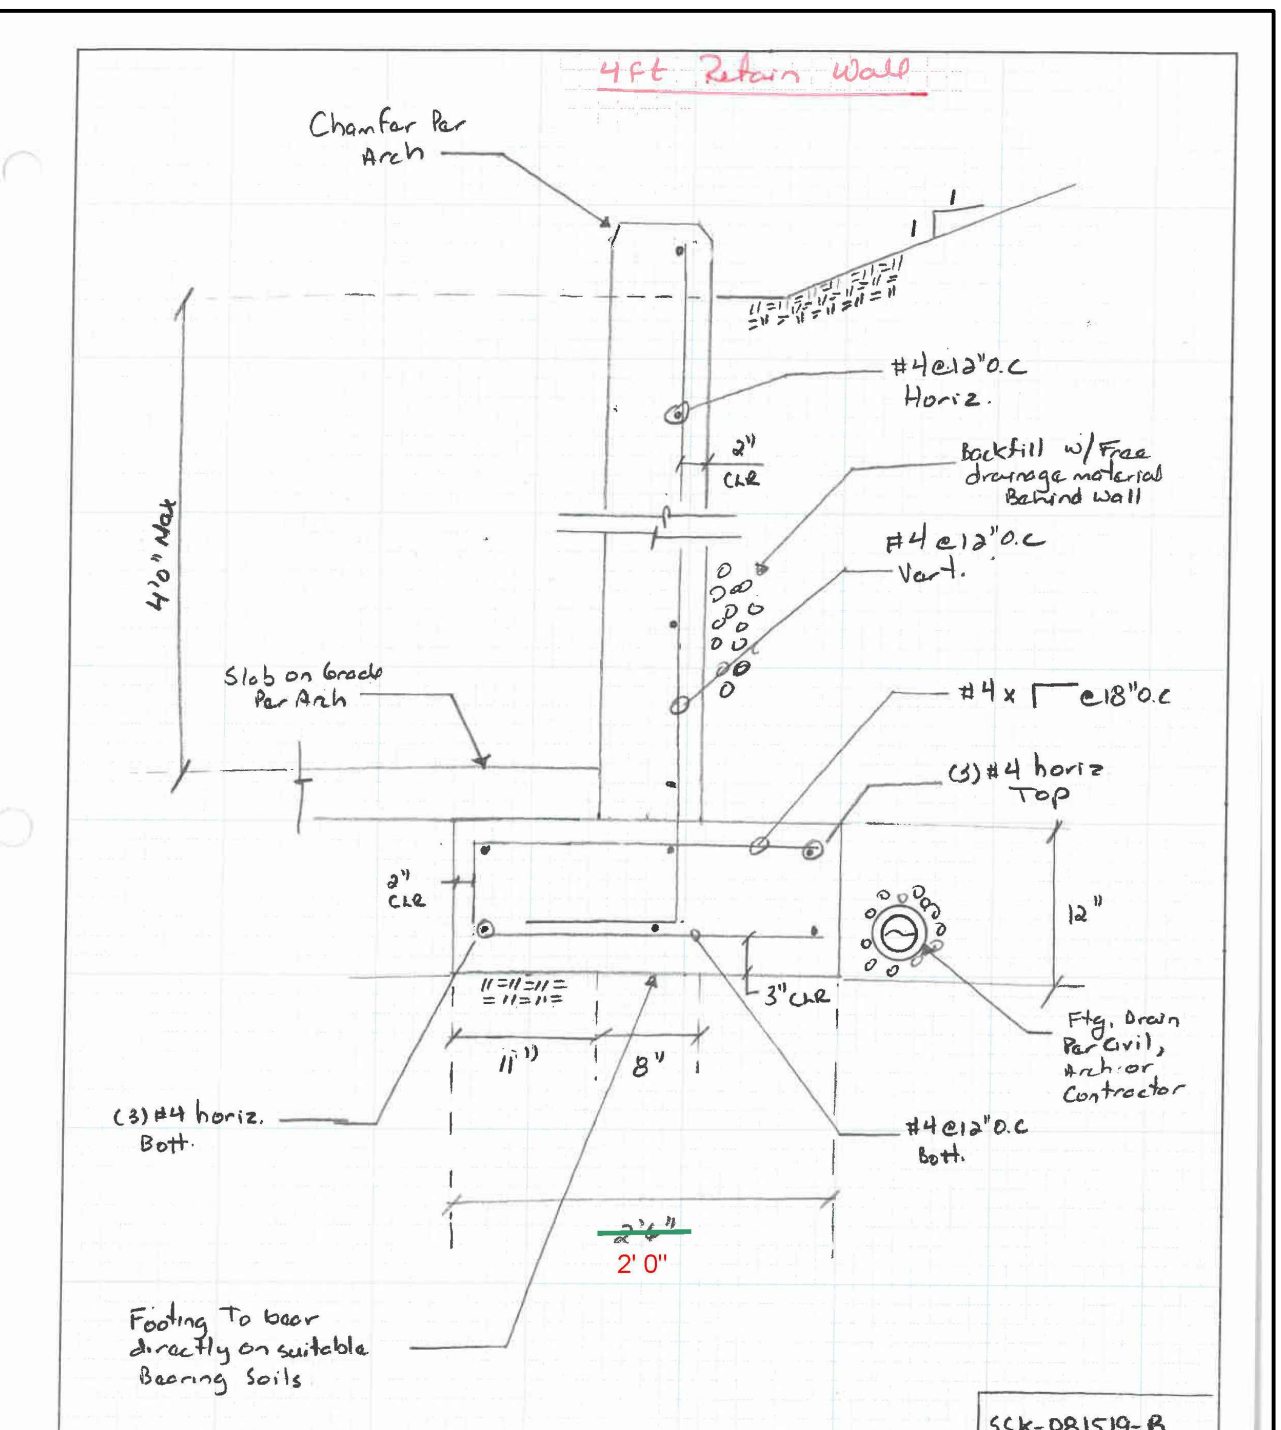 4Ft Retain Wall
Chamfer Per
Arch
1
1
#4@12"O.C
Horiz.
2"
CLR
Backfill w/ Free
drainage material
Behind Wall
#4@12"O.C
Vert.
4'0" Max
Slab on Grade
Per Arch
#4 x @18"O.C
(3)#4 horiz
Top
2"
CLR
12"
3" CLR
11"
8"
Ftg. Drain
Per Civil,
Arch. or
Contractor
(3)#4 horiz.
Bott.
#4@12"O.C
Bott.
2'6"
2' 0"
Footing To bear
directly on suitable
Bearing Soils
SCK-081519-B